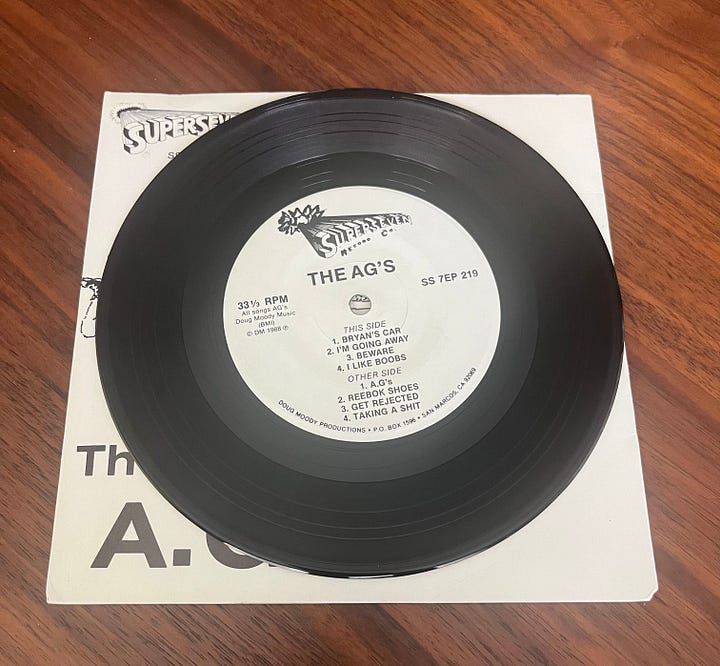 SUPERSEVEN
RECORD CO.
THE AG'S
33⅓ RPM
All songs AG's
Doug Moody Music
(BMI)
© DM 1988 ℗
SS 7EP 219
THIS SIDE
1. BRYAN'S CAR
2. I'M GOING AWAY
3. BEWARE
4. I LIKE BOOBS
OTHER SIDE
1. A.G's
2. REEBOK SHOES
3. GET REJECTED
4. TAKING A SHIT
DOUG MOODY PRODUCTIONS • P.O. BOX 1596 • SAN MARCOS, CA 92069
Th
A.